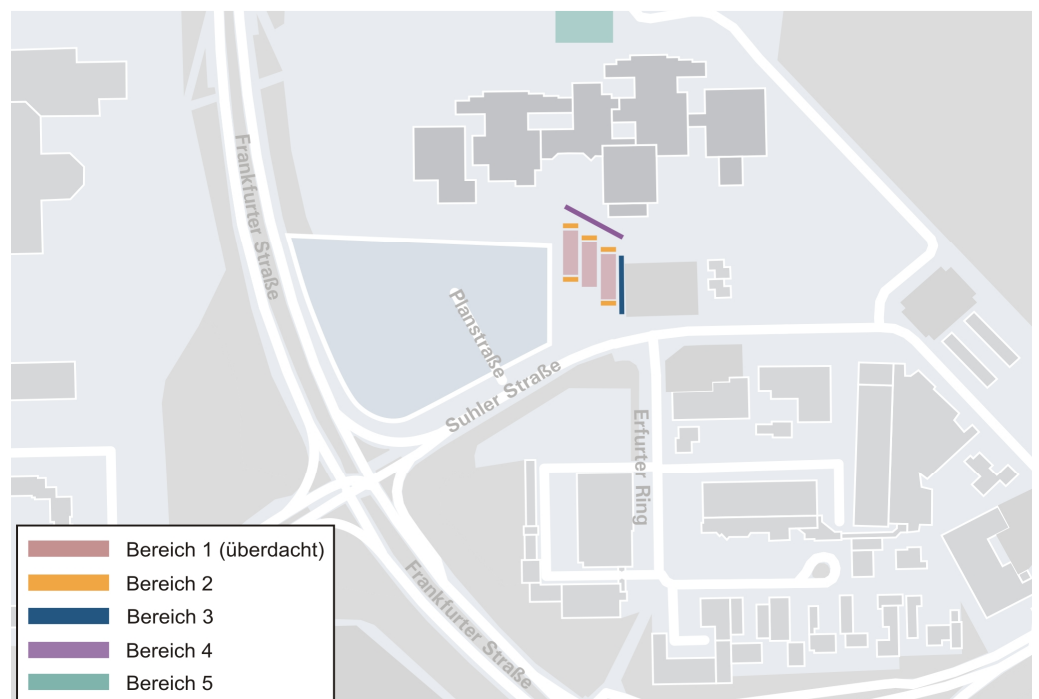 Frankfurter Straße
Planstraße
Suhler Straße
Erfurter Ring
Frankfurter Straße
Bereich 1 (überdacht)
Bereich 2
Bereich 3
Bereich 4
Bereich 5